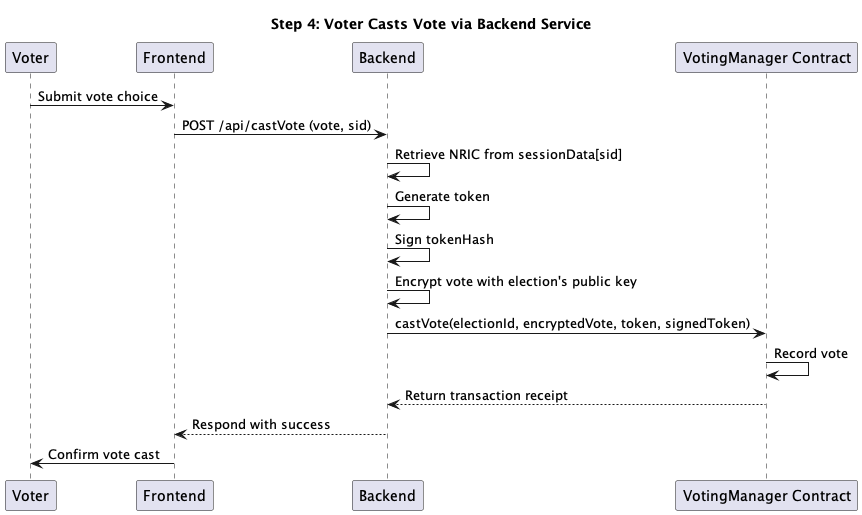 Step 4: Voter Casts Vote via Backend Service
Voter
Frontend
Backend
VotingManager Contract
Submit vote choice
POST /api/castVote (vote, sid)
Retrieve NRIC from sessionData[sid]
Generate token
Sign tokenHash
Encrypt vote with election's public key
castVote(electionId, encryptedVote, token, signedToken)
Record vote
Return transaction receipt
Respond with success
Confirm vote cast
Voter
Frontend
Backend
VotingManager Contract